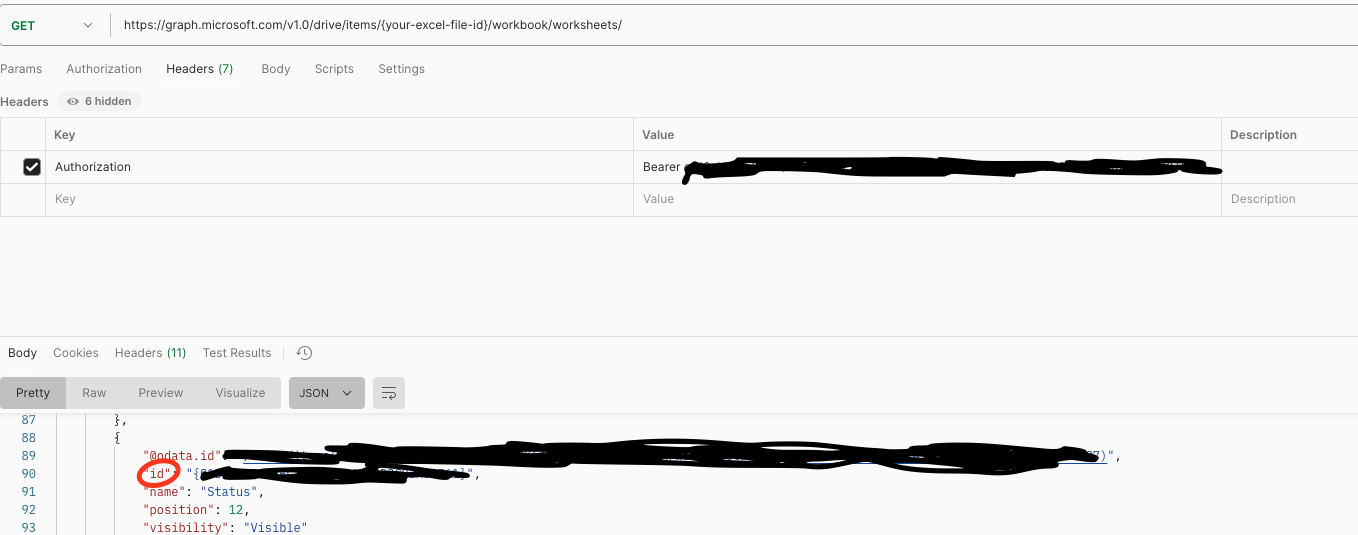 GET https://graph.microsoft.com/v1.0/drive/items/{your-excel-file-id}/workbook/worksheets/
Params Authorization Headers (7) Body Scripts Settings
Headers 6 hidden
Key Value Description
Authorization Bearer
Key Value Description
Body Cookies Headers (11) Test Results
Pretty Raw Preview Visualize JSON
87 },
88 {
89 "@odata.id": ",
90 "id": "{ }",
91 "name": "Status",
92 "position": 12,
93 "visibility": "Visible"